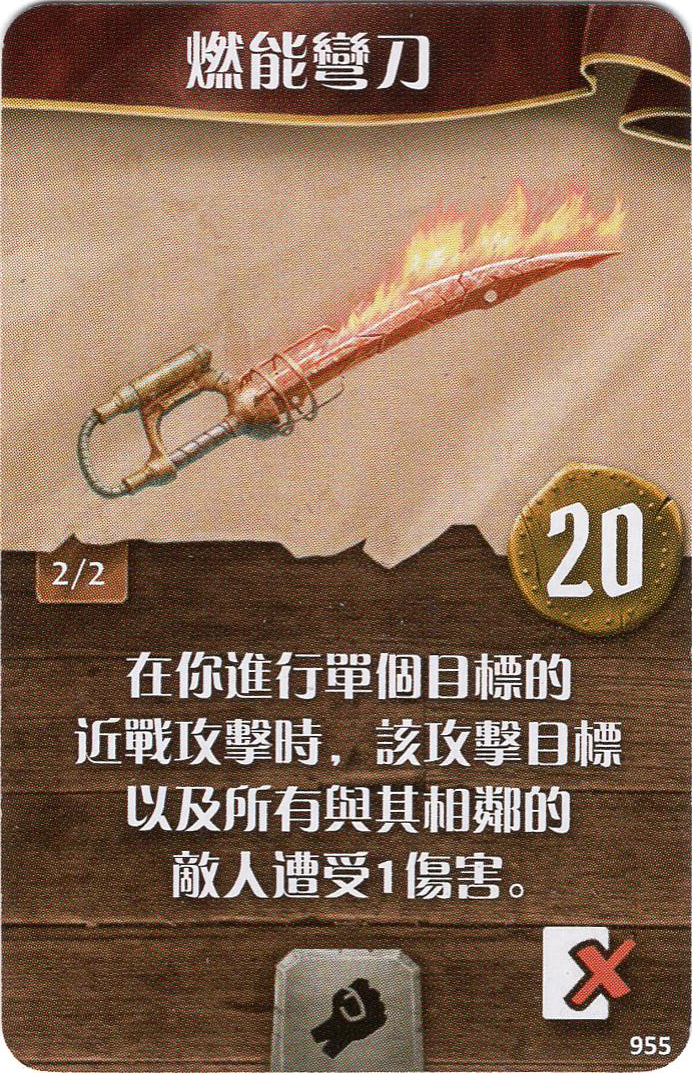 燃能彎刀
20
2/2
在你進行單個目標的
近戰攻擊時，該攻擊目標
以及所有與其相鄰的
敵人遭受1傷害。
955